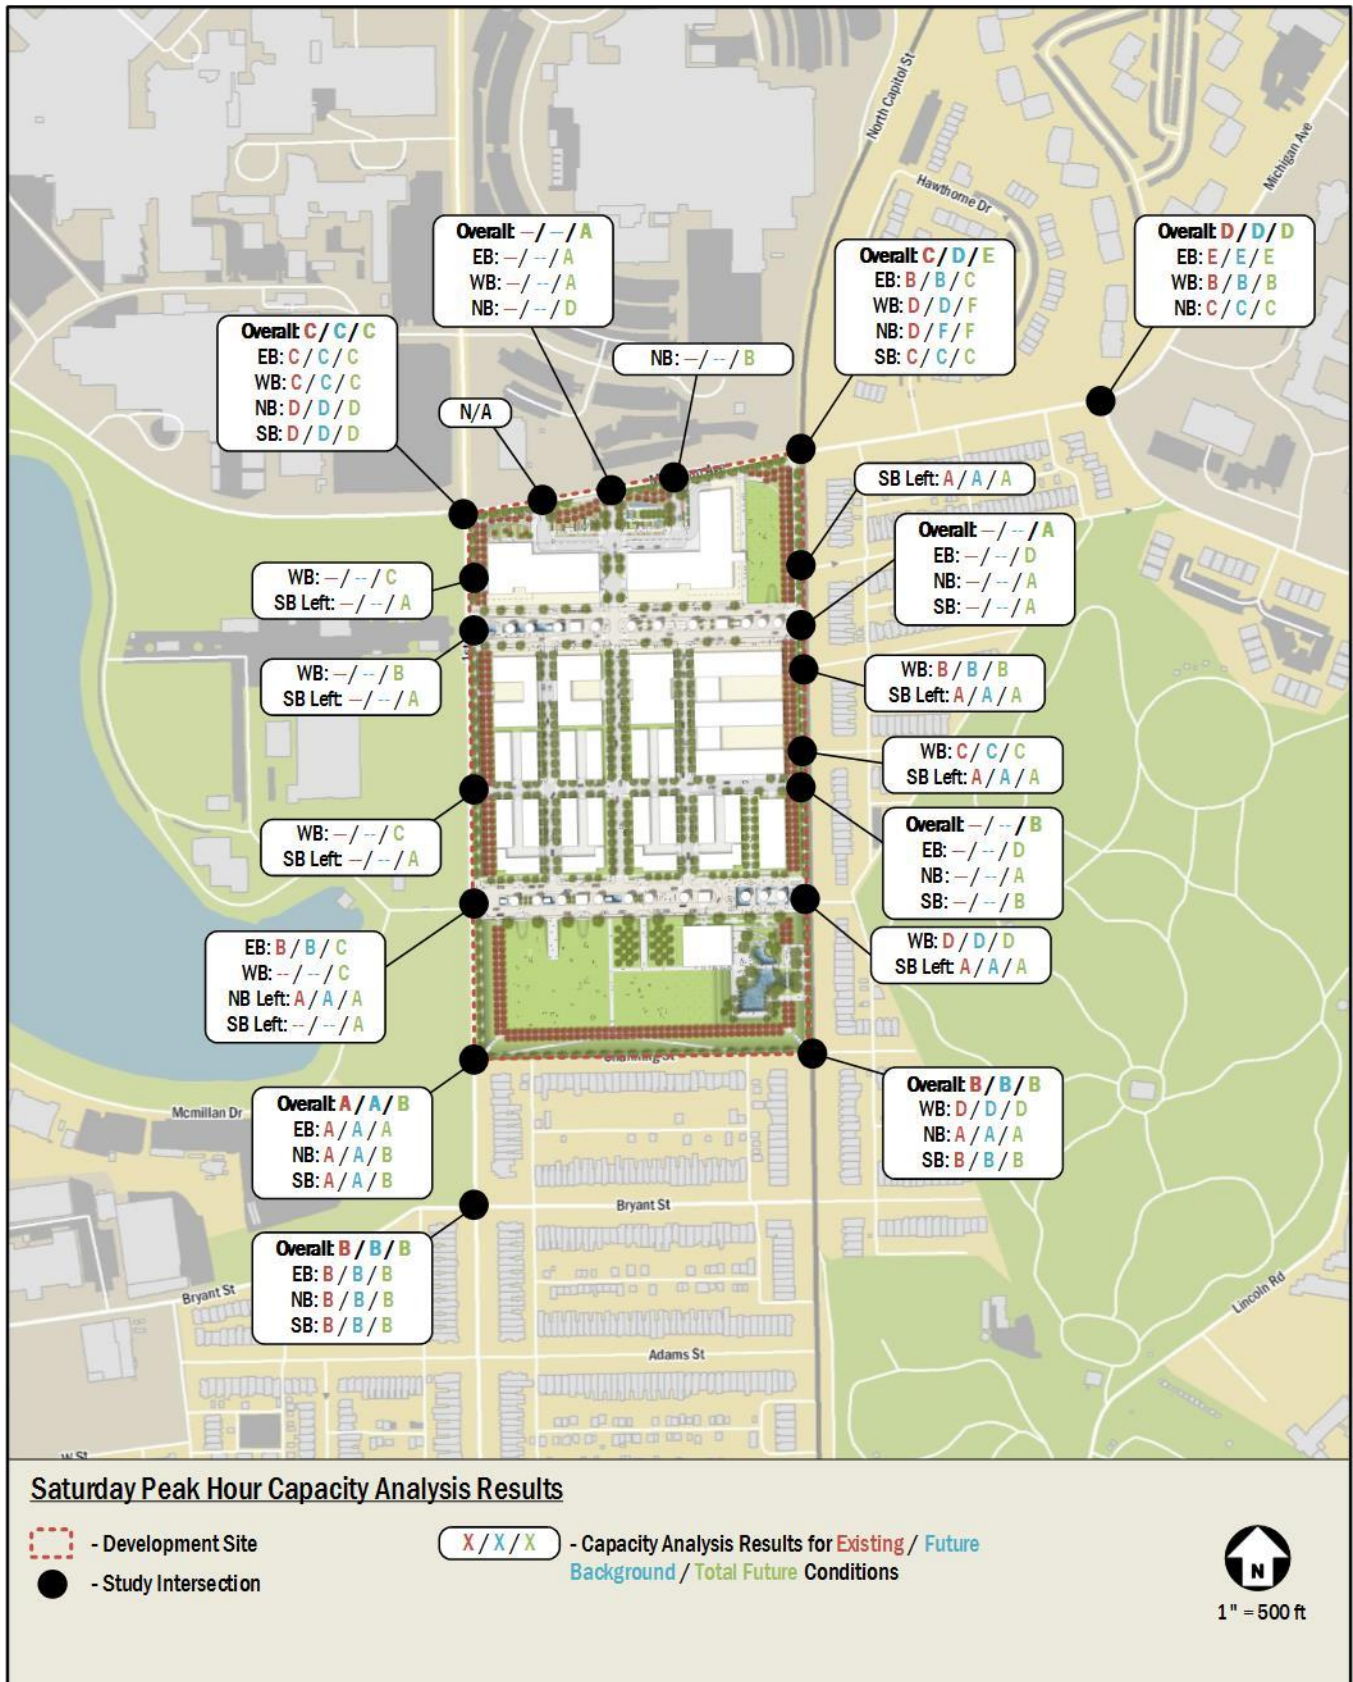 North Capitol St
Michigan Ave
Hawthorne Dr
Overall: --/--/A
EB: --/--/A
WB: --/--/A
NB: --/--/D
Overall: C/D/E
EB: B/B/C
WB: D/D/F
NB: D/F/F
SB: C/C/C
Overall: D/D/D
EB: E/E/E
WB: B/B/B
NB: C/C/C
Overall: C/C/C
EB: C/C/C
WB: C/C/C
NB: D/D/D
SB: D/D/D
NB: --/--/B
N/A
SB Left: A/A/A
Overall: --/--/A
EB: --/--/D
NB: --/--/A
SB: --/--/A
WB: --/--/C
SB Left: --/--/A
WB: --/--/B
SB Left: --/--/A
WB: B/B/B
SB Left: A/A/A
WB: C/C/C
SB Left: A/A/A
WB: --/--/C
SB Left: --/--/A
Overall: --/--/B
EB: --/--/D
NB: --/--/A
SB: --/--/B
EB: B/B/C
WB: --/--/C
NB Left: A/A/A
SB Left: --/--/A
WB: D/D/D
SB Left: A/A/A
Channing St
Mcmillan Dr
Overall: A/A/B
EB: A/A/A
NB: A/A/B
SB: A/A/B
Overall: B/B/B
WB: D/D/D
NB: A/A/A
SB: B/B/B
Bryant St
Overall: B/B/B
EB: B/B/B
NB: B/B/B
SB: B/B/B
Bryant St
Lincoln Rd
Adams St
W St
Saturday Peak Hour Capacity Analysis Results
- Development Site
- Study Intersection
X/X/X
- Capacity Analysis Results for Existing / Future
Background / Total Future Conditions
N
1" = 500 ft